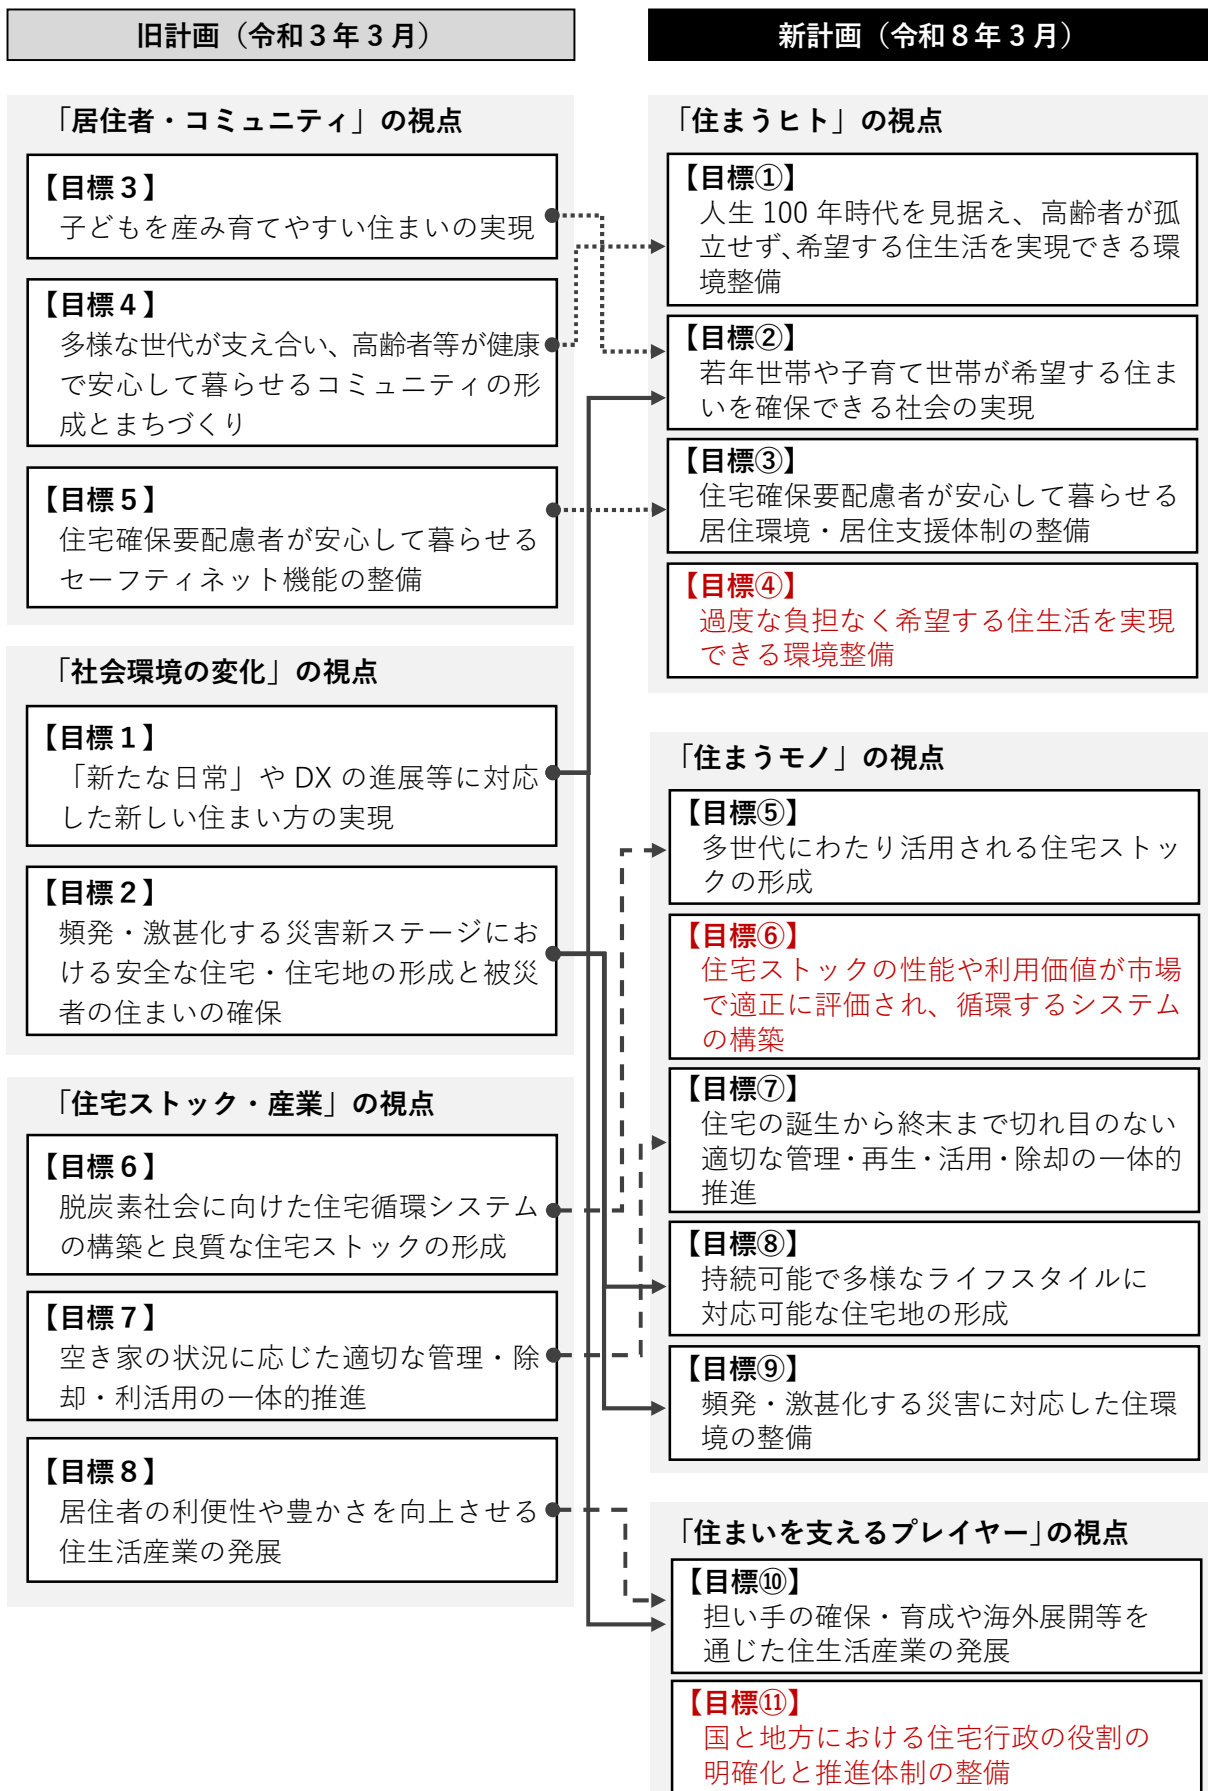 旧計画（令和３年３月）
「居住者・コミュニティ」の視点
【目標３】
子どもを産み育てやすい住まいの実現
【目標４】
多様な世代が支え合い、高齢者等が健康
で安心して暮らせるコミュニティの形
成とまちづくり
【目標５】
住宅確保要配慮者が安心して暮らせる
セーフティネット機能の整備
「社会環境の変化」の視点
【目標１】
「新たな日常」や DX の進展等に対応
した新しい住まい方の実現
【目標２】
頻発・激甚化する災害新ステージにお
ける安全な住宅・住宅地の形成と被災
者の住まいの確保
「住宅ストック・産業」の視点
【目標６】
脱炭素社会に向けた住宅循環システム
の構築と良質な住宅ストックの形成
【目標７】
空き家の状況に応じた適切な管理・除
却・利活用の一体的推進
【目標８】
居住者の利便性や豊かさを向上させる
住生活産業の発展
新計画（令和８年３月）
「住まうヒト」の視点
【目標①】
人生 100 年時代を見据え、高齢者が孤
立せず、希望する住生活を実現できる環
境整備
【目標②】
若年世帯や子育て世帯が希望する住ま
いを確保できる社会の実現
【目標③】
住宅確保要配慮者が安心して暮らせる
居住環境・居住支援体制の整備
【目標④】
過度な負担なく希望する住生活を実現
できる環境整備
「住まうモノ」の視点
【目標⑤】
多世代にわたり活用される住宅ストッ
クの形成
【目標⑥】
住宅ストックの性能や利用価値が市場
で適正に評価され、循環するシステム
の構築
【目標⑦】
住宅の誕生から終末まで切れ目のない
適切な管理・再生・活用・除却の一体的
推進
【目標⑧】
持続可能で多様なライフスタイルに
対応可能な住宅地の形成
【目標⑨】
頻発・激甚化する災害に対応した住環
境の整備
「住まいを支えるプレイヤー」の視点
【目標⑩】
担い手の確保・育成や海外展開等を
通じた住生活産業の発展
【目標⑪】
国と地方における住宅行政の役割の
明確化と推進体制の整備